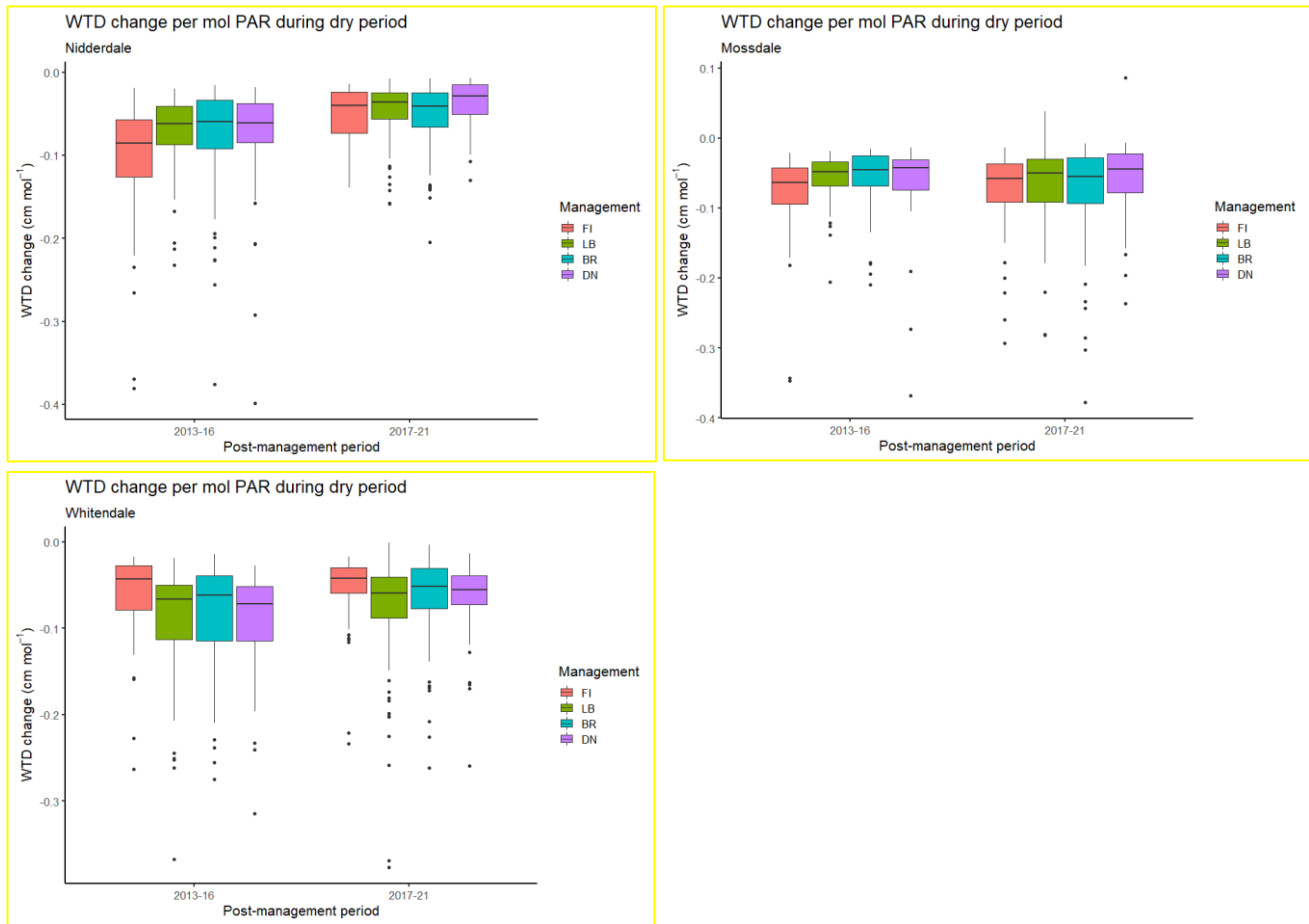 WTD change per mol PAR during dry period
Nidderdale
0.0
-0.1
-0.2
-0.3
-0.4
WTD change (cm mol⁻¹)
2013-16
2017-21
Post-management period
Management
FI
LB
BR
DN
WTD change per mol PAR during dry period
Mossdale
0.1
0.0
-0.1
-0.2
-0.3
-0.4
WTD change (cm mol⁻¹)
2013-16
2017-21
Post-management period
Management
FI
LB
BR
DN
WTD change per mol PAR during dry period
Whitendale
0.0
-0.1
-0.2
-0.3
WTD change (cm mol⁻¹)
2013-16
2017-21
Post-management period
Management
FI
LB
BR
DN